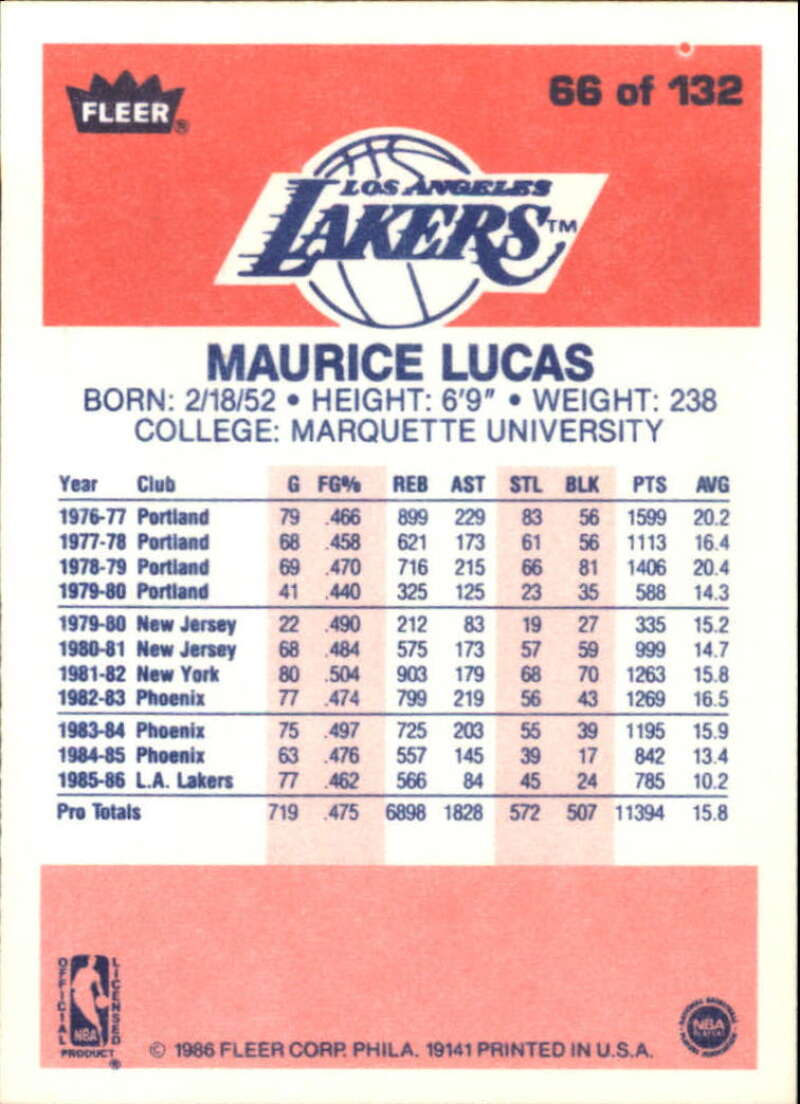 66 of 132
FLEER®
LOS ANGELES
LAKERS™
MAURICE LUCAS
BORN: 2/18/52 • HEIGHT: 6'9" • WEIGHT: 238
COLLEGE: MARQUETTE UNIVERSITY
Year Club G FG% REB AST STL BLK PTS AVG
1976-77 Portland 79 .466 899 229 83 56 1599 20.2
1977-78 Portland 68 .458 621 173 61 56 1113 16.4
1978-79 Portland 69 .470 716 215 66 81 1406 20.4
1979-80 Portland 41 .440 325 125 23 35 588 14.3
1979-80 New Jersey 22 .490 212 83 19 27 335 15.2
1980-81 New Jersey 68 .484 575 173 57 59 999 14.7
1981-82 New York 80 .504 903 179 68 70 1263 15.8
1982-83 Phoenix 77 .474 799 219 56 43 1269 16.5
1983-84 Phoenix 75 .497 725 203 55 39 1195 15.9
1984-85 Phoenix 63 .476 557 145 39 17 842 13.4
1985-86 L.A. Lakers 77 .462 566 84 45 24 785 10.2
Pro Totals 719 .475 6898 1828 572 507 11394 15.8
OFFICIAL LICENSED
NBA
PRODUCT®
© 1986 FLEER CORP. PHILA. 19141 PRINTED IN U.S.A.
NATIONAL BASKETBALL
NBA
PLAYERS
PLAYERS ASSOCIATION